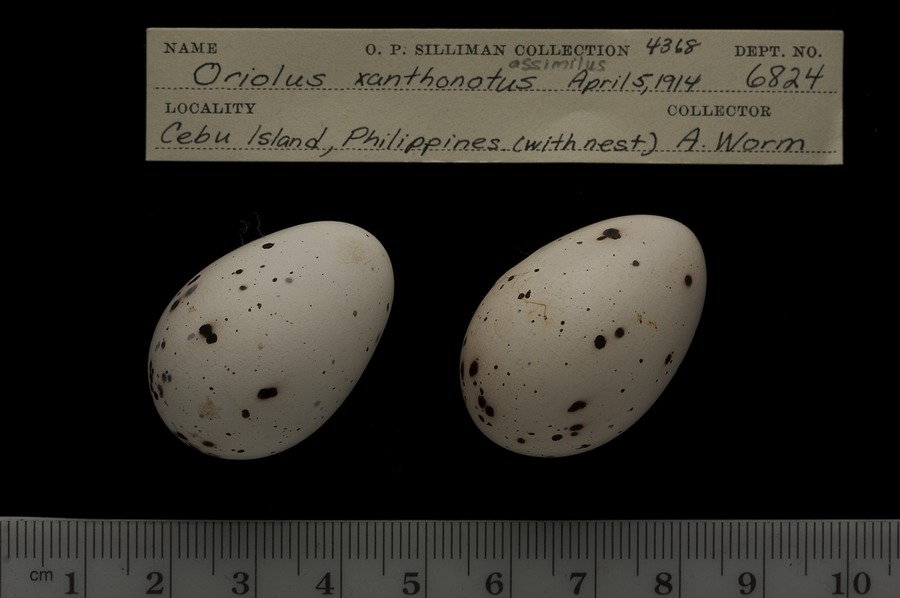 NAME O. P. SILLIMAN COLLECTION 4368 DEPT. NO.
assimilus
Oriolus xanthonotus April 5, 1914 6824
LOCALITY COLLECTOR
Cebu Island, Philippines (with nest) A. Worm
cm 1 2 3 4 5 6 7 8 9 10